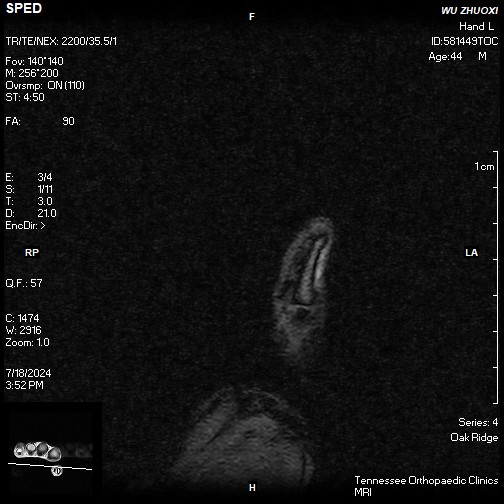 SPED
F
WU ZHUOXI
Hand L
TR/TE/NEX: 2200/35.5/1
ID:581449TOC
Age:44 M
Fov: 140*140
M: 256*200
Ovrsmp: ON (110)
ST: 4:50
FA: 90
1cm
E: 3/4
S: 1/11
T: 3.0
D: 21.0
EncDir: >
RP
LA
Q.F.: 57
C: 1474
W: 2916
Zoom: 1.0
7/18/2024
3:52 PM
Series: 4
Oak Ridge
H
Tennessee Orthopaedic Clinics
MRI